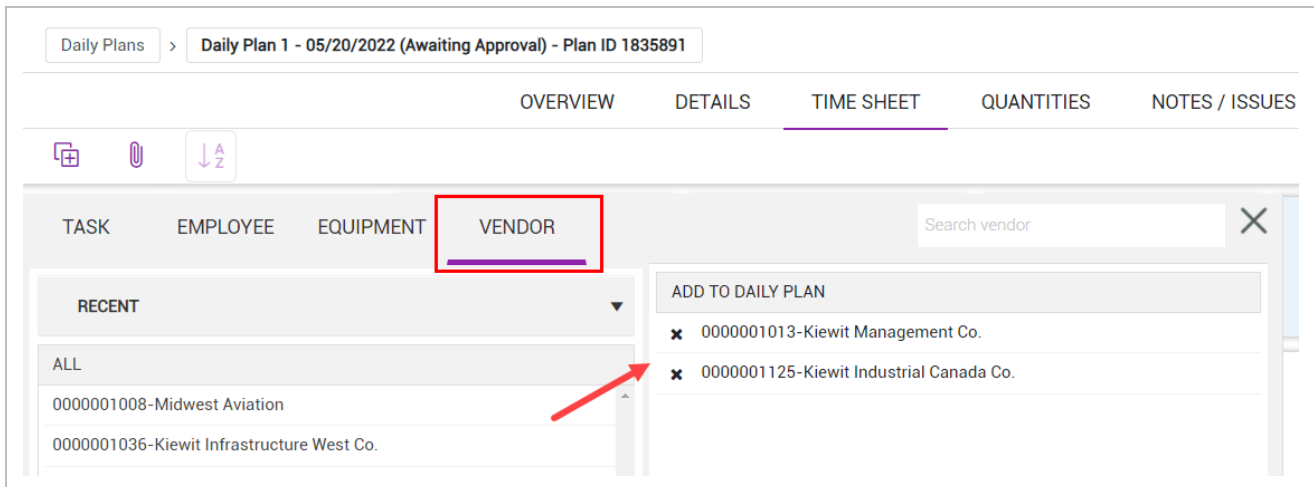 Daily Plans > Daily Plan 1 - 05/20/2022 (Awaiting Approval) - Plan ID 1835891
OVERVIEW DETAILS TIME SHEET QUANTITIES NOTES / ISSUES
A
Z
TASK EMPLOYEE EQUIPMENT VENDOR Search vendor
RECENT
ADD TO DAILY PLAN
0000001013-Kiewit Management Co.
0000001125-Kiewit Industrial Canada Co.
ALL
0000001008-Midwest Aviation
0000001036-Kiewit Infrastructure West Co.